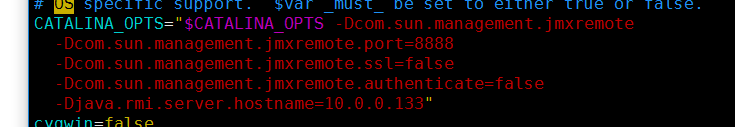 # OS specific support.  $var _must_ be set to either true or false.
CATALINA_OPTS="$CATALINA_OPTS -Dcom.sun.management.jmxremote
-Dcom.sun.management.jmxremote.port=8888
-Dcom.sun.management.jmxremote.ssl=false
-Dcom.sun.management.jmxremote.authenticate=false
-Djava.rmi.server.hostname=10.0.0.133"
cygwin=false